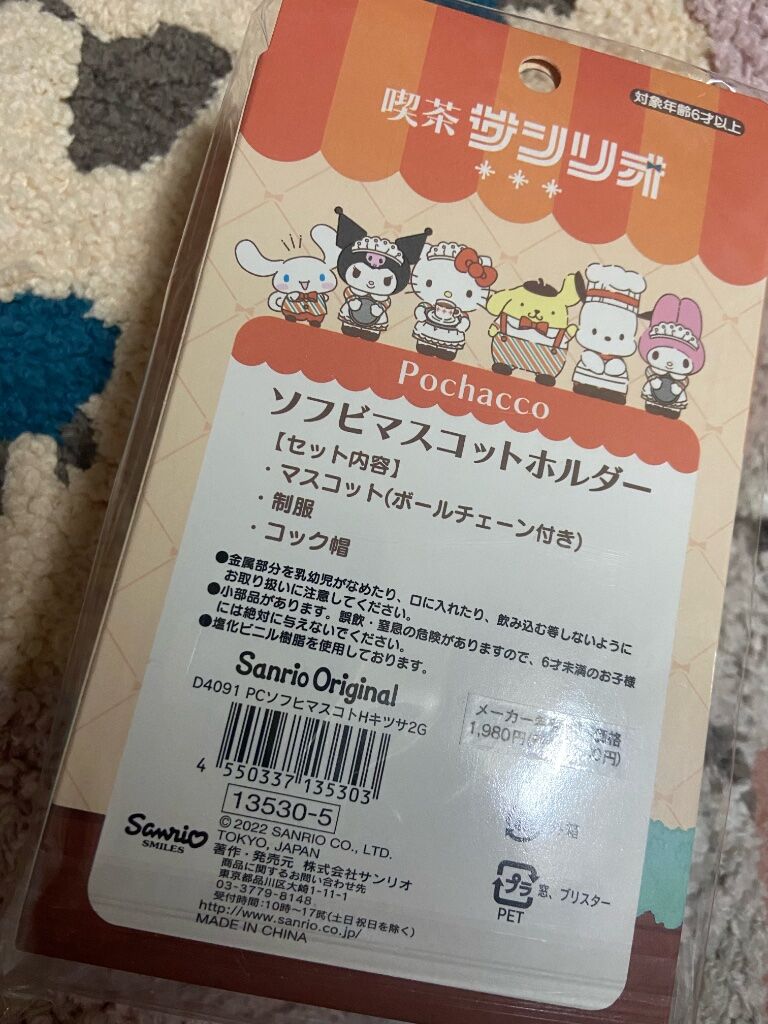 対象年齢6才以上
喫茶 サンリオ
Pochacco
ソフビマスコットホルダー
【セット内容】
・マスコット(ボールチェーン付き)
・制服
・コック帽
●金属部分を乳幼児がなめたり、口に入れたり、飲み込む等しないように
お取り扱いに注意してください。
●小部品があります。誤飲・窒息の危険がありますので、6才未満のお子様
には絶対に与えないでください。
●塩化ビニル樹脂を使用しております。
Sanrio Original
D4091 PCソフヒマスコトHキツサ2G
メーカー 価格
1,980円 円)
4 550337 135303
13530-5
© 2022 SANRIO CO., LTD.
TOKYO, JAPAN
著作・発売元 株式会社サンリオ
商品に関するお問い合わせ先
東京都品川区大崎1-11-1
03-3779-8148
受付時間:10時〜17時(土日祝日を除く)
http://www.sanrio.co.jp/
MADE IN CHINA
Sanrio
SMILES
箱
プラ 窓、ブリスター
PET